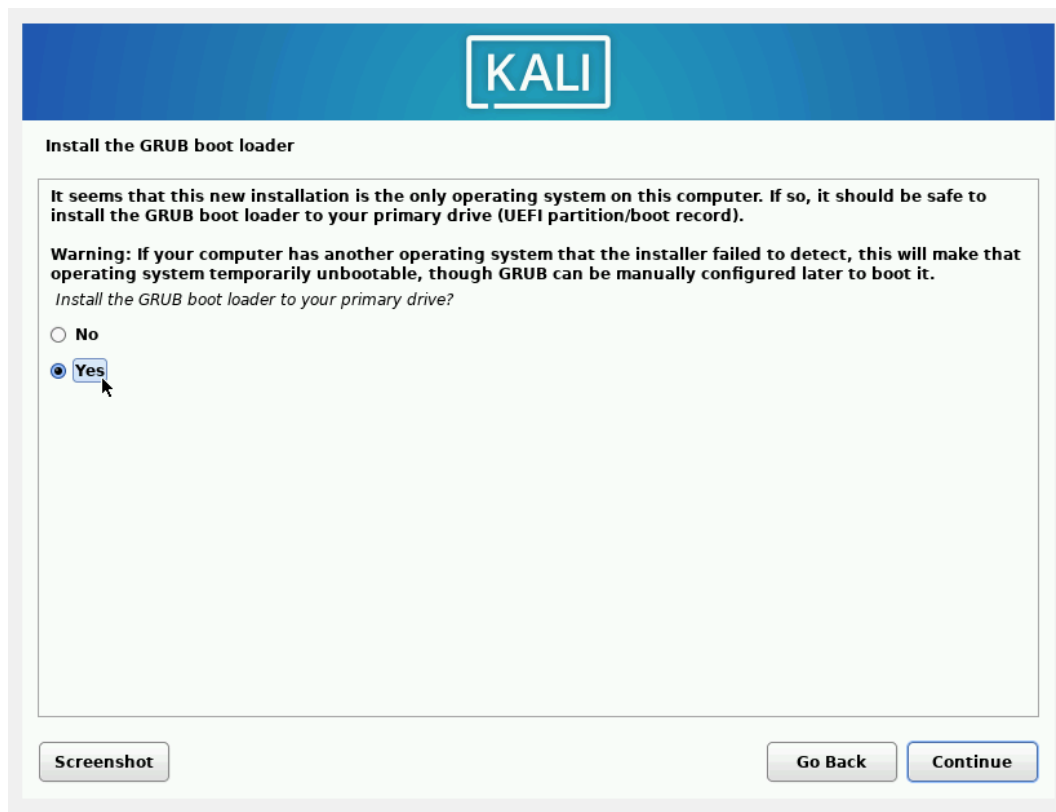 KALI
Install the GRUB boot loader
It seems that this new installation is the only operating system on this computer. If so, it should be safe to
install the GRUB boot loader to your primary drive (UEFI partition/boot record).
Warning: If your computer has another operating system that the installer failed to detect, this will make that
operating system temporarily unbootable, though GRUB can be manually configured later to boot it.
Install the GRUB boot loader to your primary drive?
No
Yes
Screenshot
Go Back
Continue